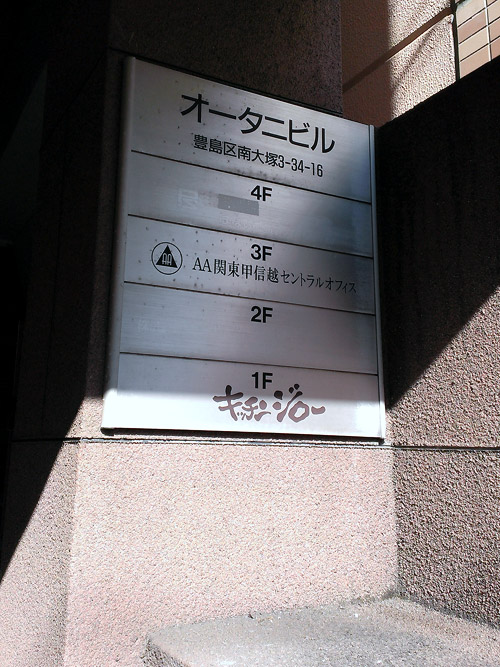 オータニビル
豊島区南大塚3-34-16
4F
3F
AA
AA関東甲信越セントラルオフィス
2F
1F
キッチンジロー